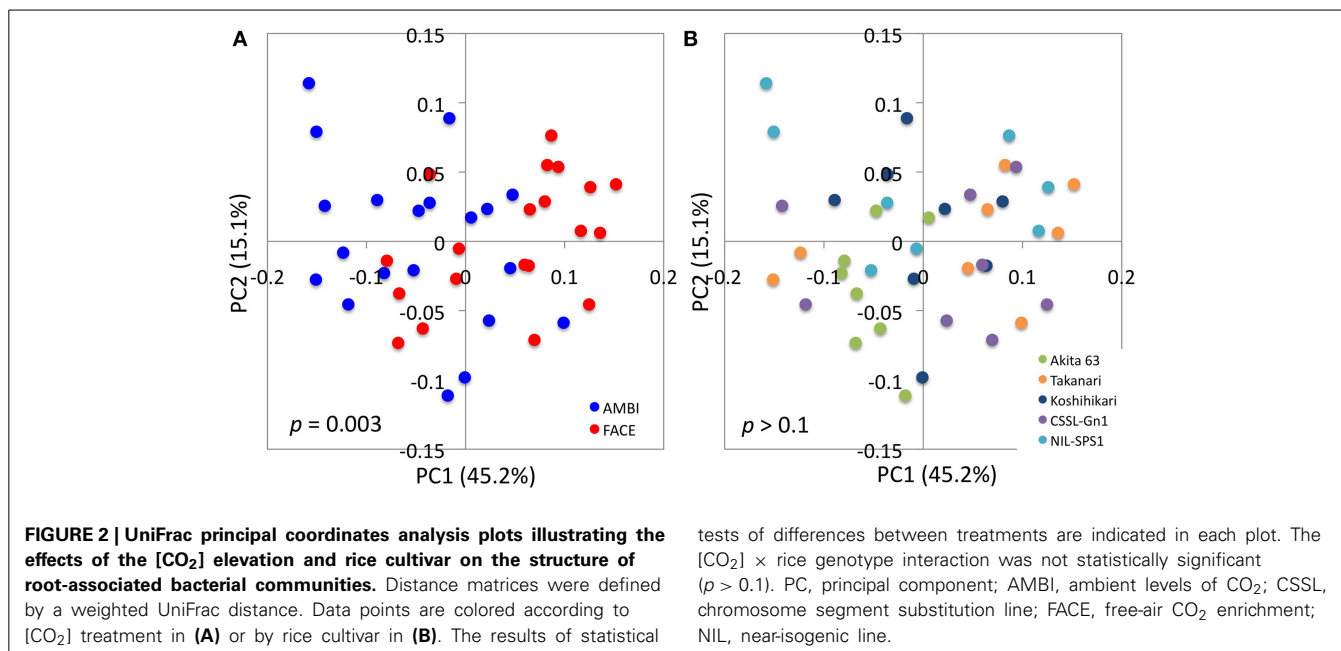 A
0.15
0.1
0.05
0
-0.2
-0.1
0
0.1
0.2
-0.05
-0.1
-0.15
PC2 (15.1%)
PC1 (45.2%)
p = 0.003
AMBI
FACE
B
0.15
0.1
0.05
0
-0.2
-0.1
0
0.1
0.2
-0.05
-0.1
-0.15
PC2 (15.1%)
PC1 (45.2%)
p > 0.1
Akita 63
Takanari
Koshihikari
CSSL-Gn1
NIL-SPS1
FIGURE 2 | UniFrac principal coordinates analysis plots illustrating the
effects of the [CO₂] elevation and rice cultivar on the structure of
root-associated bacterial communities. Distance matrices were defined
by a weighted UniFrac distance. Data points are colored according to
[CO₂] treatment in (A) or by rice cultivar in (B). The results of statistical
tests of differences between treatments are indicated in each plot. The
[CO₂] × rice genotype interaction was not statistically significant
(p > 0.1). PC, principal component; AMBI, ambient levels of CO₂; CSSL,
chromosome segment substitution line; FACE, free-air CO₂ enrichment;
NIL, near-isogenic line.